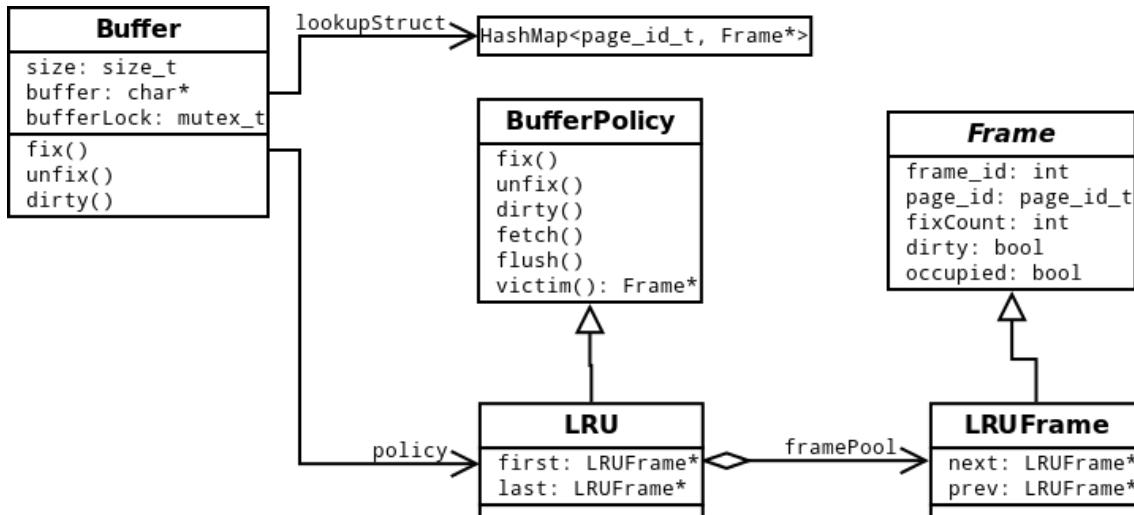 Buffer
size: size_t
buffer: char*
bufferLock: mutex_t
fix()
unfix()
dirty()
lookupStruct
HashMap<page_id_t, Frame*>
BufferPolicy
fix()
unfix()
dirty()
fetch()
flush()
victim(): Frame*
Frame
frame_id: int
page_id: page_id_t
fixCount: int
dirty: bool
occupied: bool
policy
LRU
first: LRUFrame*
last: LRUFrame*
framePool
LRUFrame
next: LRUFrame*
prev: LRUFrame*